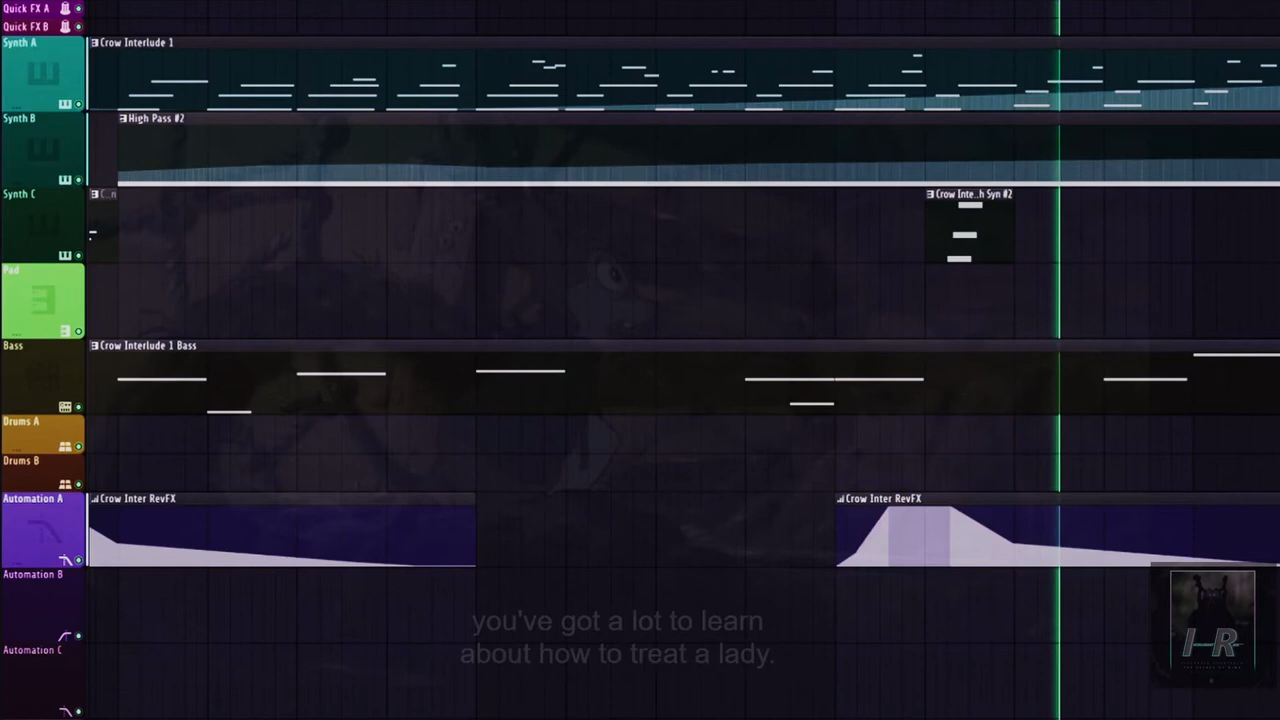 Quick FX A
Quick FX B
Synth A
Crow Interlude 1
Synth B
High Pass #2
Synth C
C…n
Crow Inte…h Syn #2
Pad
Bass
Crow Interlude 1 Bass
Drums A
Drums B
Automation A
Crow Inter RevFX
Crow Inter RevFX
Automation B
Automation C
you've got a lot to learn
about how to treat a lady.